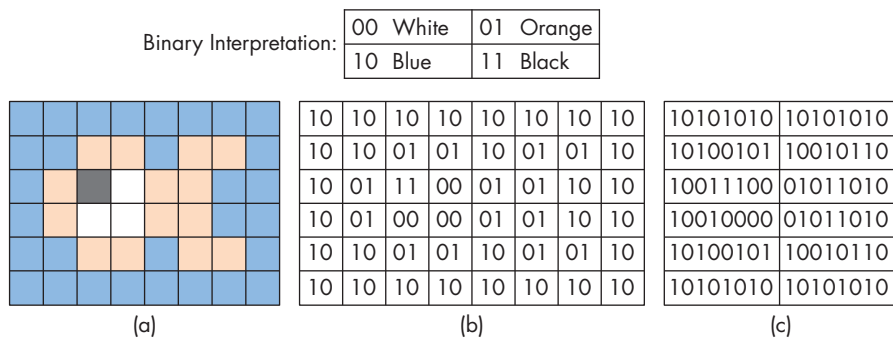 Binary Interpretation:
00 White 01 Orange
10 Blue 11 Black
10 10 10 10 10 10 10 10 10101010 10101010
10 10 01 01 10 01 01 10 10100101 10010110
10 01 11 00 01 01 10 10 10011100 01011010
10 01 00 00 01 01 10 10 10010000 01011010
10 10 01 01 10 01 01 10 10100101 10010110
10 10 10 10 10 10 10 10 10101010 10101010
(a) (b) (c)